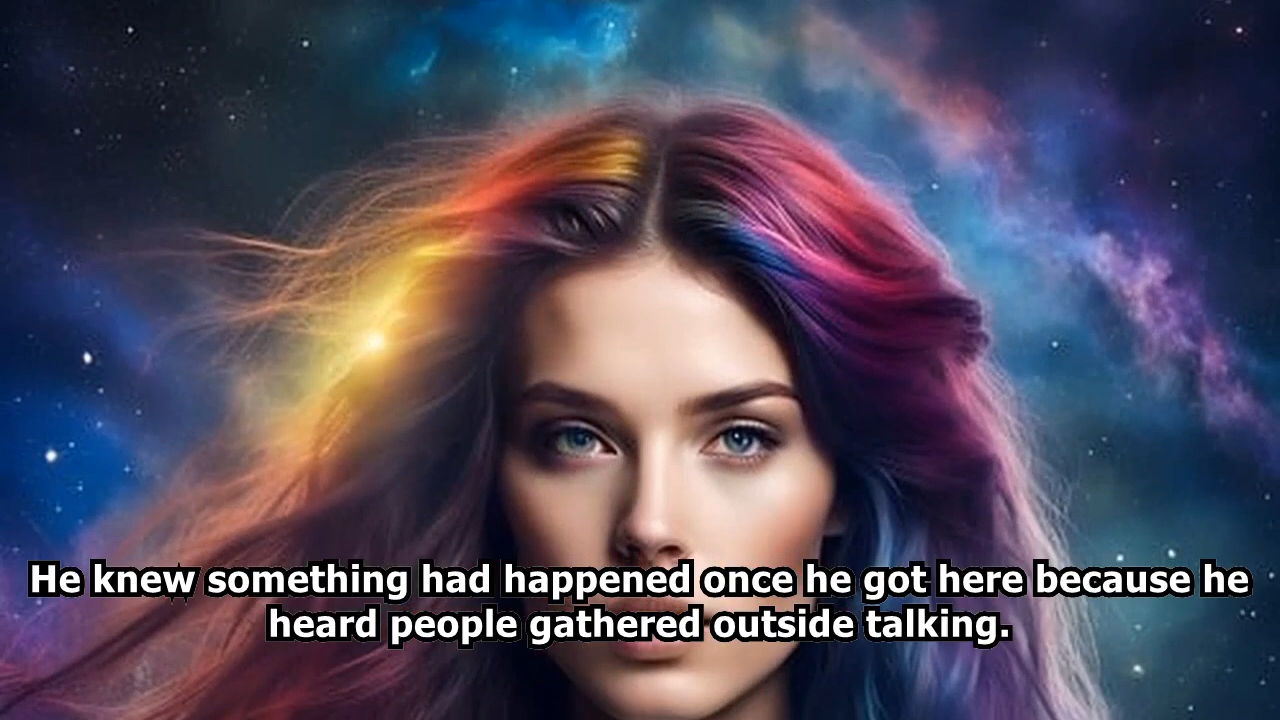 He knew something had happened once he got here because he
heard people gathered outside talking.